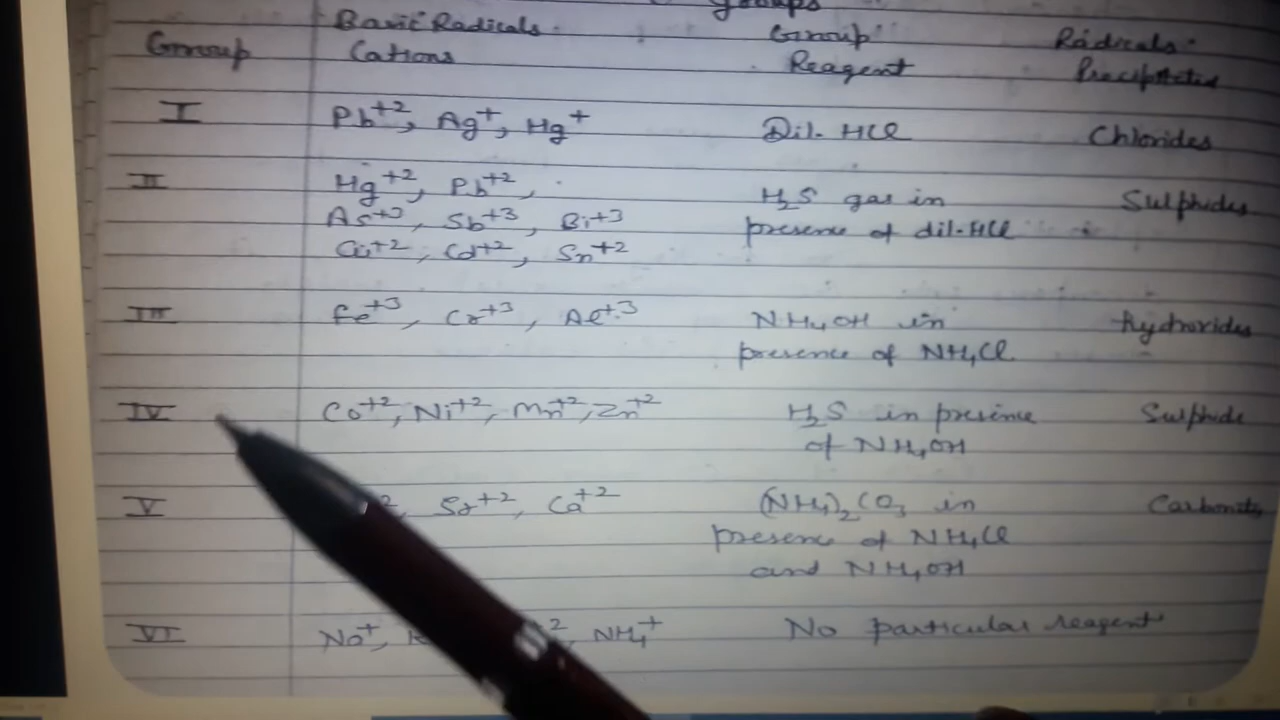 groups
Group Basic Radicals Cations Group Reagent Radicals Precipitated
I Pb+2, Ag+, Hg+ Dil. HCl Chlorides
II Hg+2, Pb+2, H2S gas in Sulphides
As+3, Sb+3, Bi+3 presence of dil. HCl
Cu+2, Cd+2, Sn+2
III Fe+3, Cr+3, Al+3 NH4OH in hydroxides
presence of NH4Cl
IV Co+2, Ni+2, Mn+2, Zn+2 H2S in presence Sulphide
of NH4OH
V 2, Sr+2, Ca+2 (NH4)2CO3 in
presence of NH4Cl
and NH4OH
VI Na+, 2, NH4+ No particular reagent